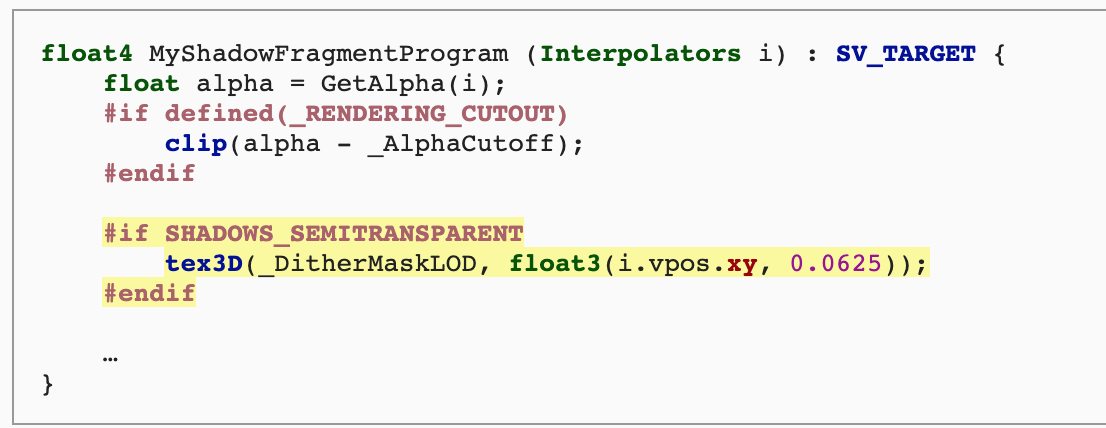 float4 MyShadowFragmentProgram (Interpolators i) : SV_TARGET {
    float alpha = GetAlpha(i);
    #if defined(_RENDERING_CUTOUT)
        clip(alpha - _AlphaCutoff);
    #endif
    #if SHADOWS_SEMITRANSPARENT
        tex3D(_DitherMaskLOD, float3(i.vpos.xy, 0.0625));
    #endif
    …
}